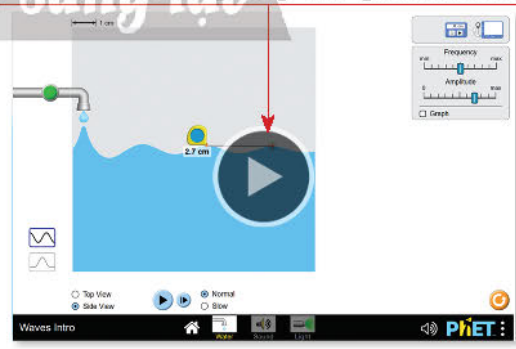 1 cm
Frequency
min max
Amplitude
0 max
Graph
2.7 cm
Top View
Side View
Normal
Slow
Waves Intro
Water
Sound
Light
PhET